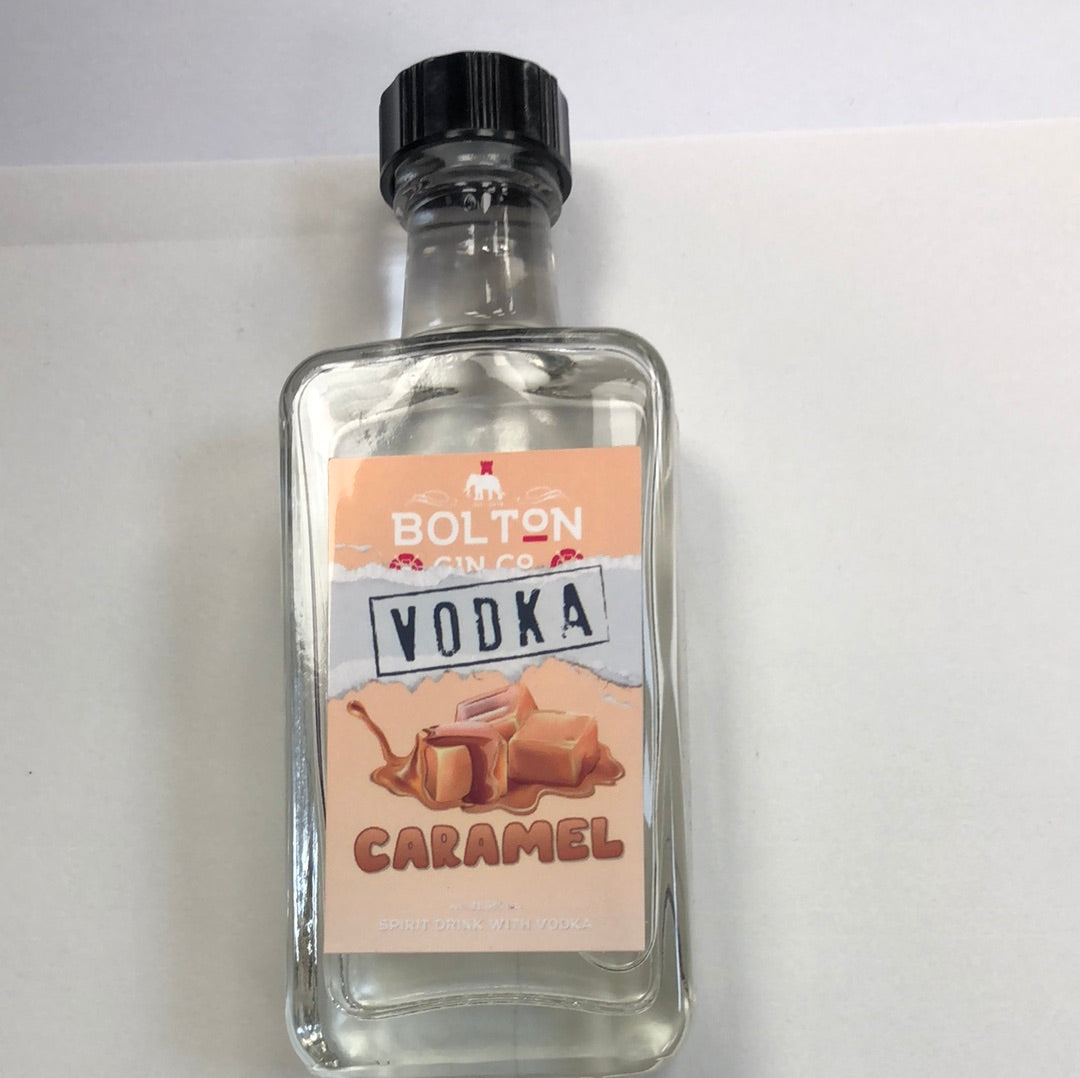 BOLTON
GIN CO
VODKA
CARAMEL
SPIRIT DRINK WITH VODKA